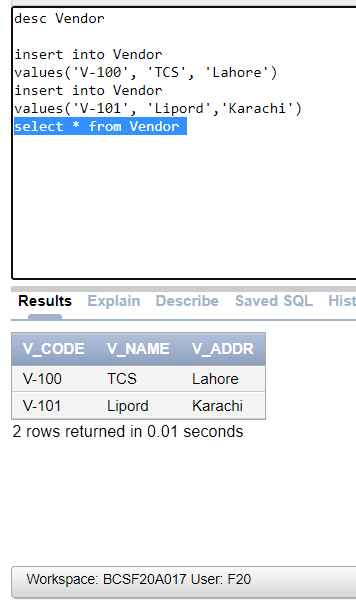 desc Vendor
insert into Vendor
values('V-100', 'TCS', 'Lahore')
insert into Vendor
values('V-101', 'Lipord','Karachi')
select * from Vendor
Results Explain Describe Saved SQL Hist
V_CODE V_NAME V_ADDR
V-100 TCS Lahore
V-101 Lipord Karachi
2 rows returned in 0.01 seconds
Workspace: BCSF20A017 User: F20